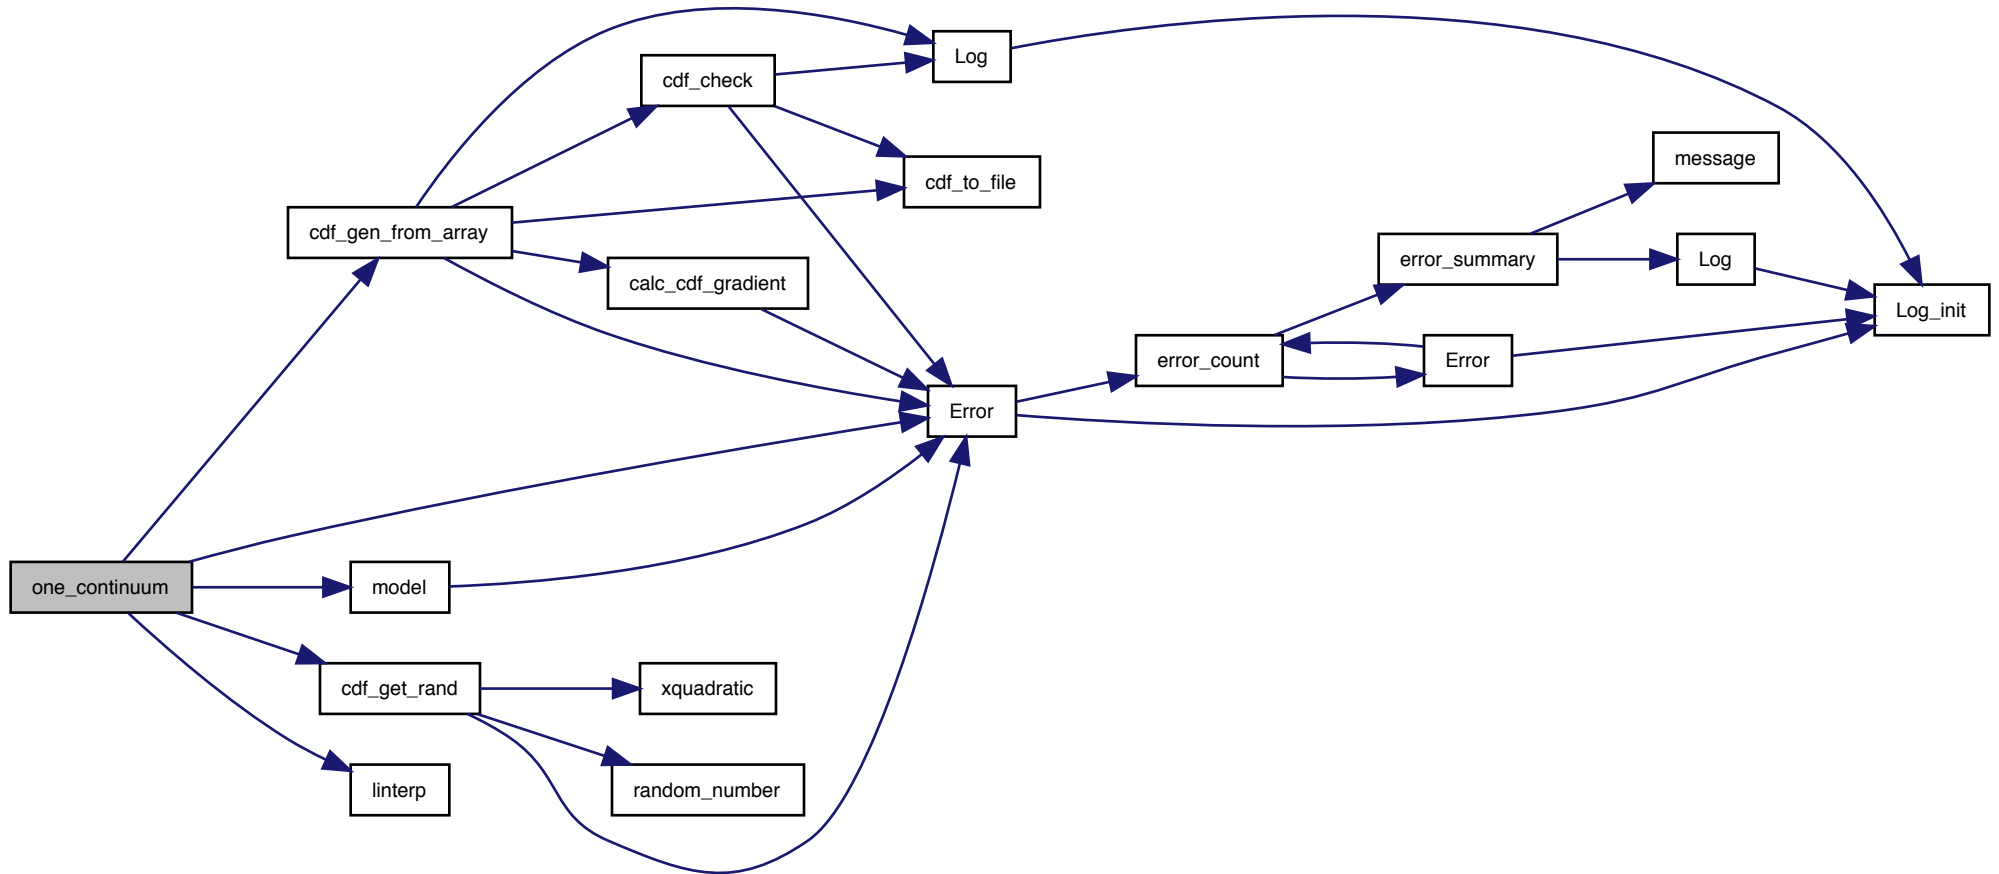 one_continuum
cdf_gen_from_array
model
cdf_get_rand
linterp
cdf_check
calc_cdf_gradient
xquadratic
random_number
Log
cdf_to_file
Error
error_count
error_summary
Error
message
Log
Log_init